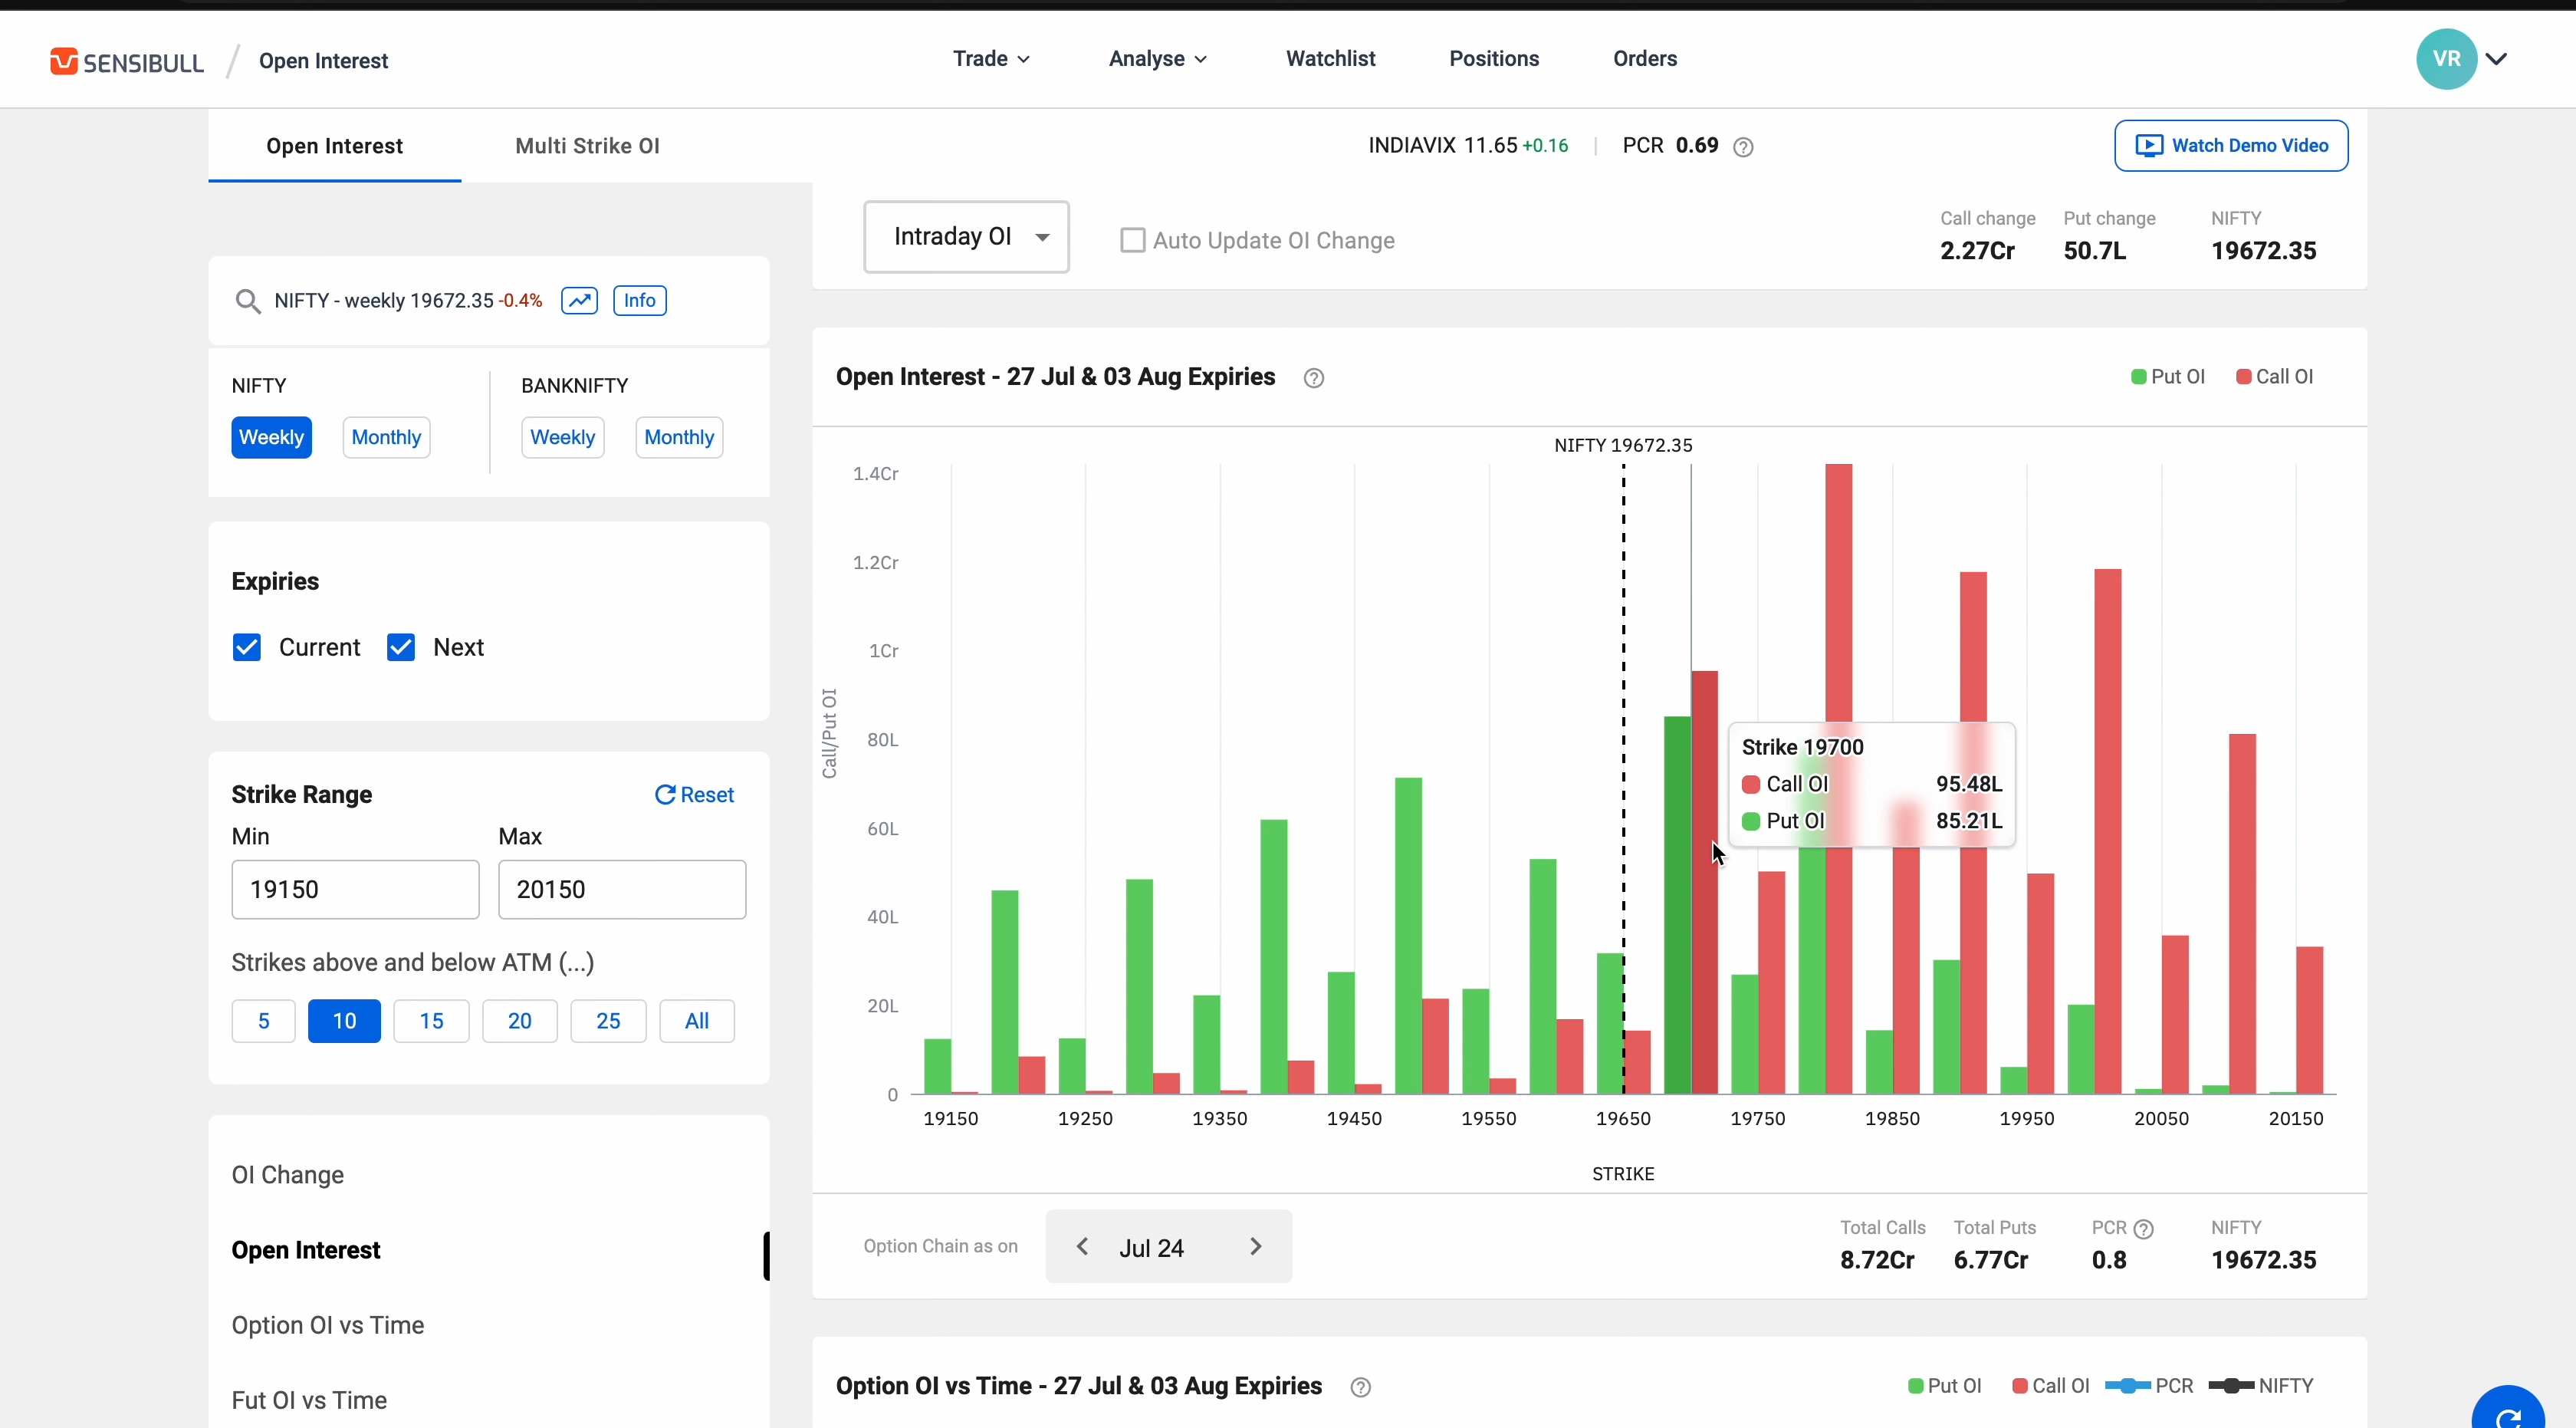 SENSIBULL / Open Interest
Trade
Analyse
Watchlist
Positions
Orders
VR
Open Interest
Multi Strike OI
INDIAVIX 11.65 +0.16 | PCR 0.69
Watch Demo Video
Intraday OI
Auto Update OI Change
Call change
2.27Cr
Put change
50.7L
NIFTY
19672.35
NIFTY - weekly 19672.35 -0.4%
Info
NIFTY
Weekly
Monthly
BANKNIFTY
Weekly
Monthly
Expiries
Current
Next
Strike Range
Reset
Min
Max
19150
20150
Strikes above and below ATM (...)
5
10
15
20
25
All
OI Change
Open Interest
Option OI vs Time
Fut OI vs Time
Open Interest - 27 Jul & 03 Aug Expiries
Put OI
Call OI
NIFTY 19672.35
1.4Cr
1.2Cr
1Cr
80L
60L
40L
20L
0
Call/Put OI
Strike 19700
Call OI 95.48L
Put OI 85.21L
19150
19250
19350
19450
19550
19650
19750
19850
19950
20050
20150
STRIKE
Option Chain as on
Jul 24
Total Calls
8.72Cr
Total Puts
6.77Cr
PCR
0.8
NIFTY
19672.35
Option OI vs Time - 27 Jul & 03 Aug Expiries
Put OI
Call OI
PCR
NIFTY